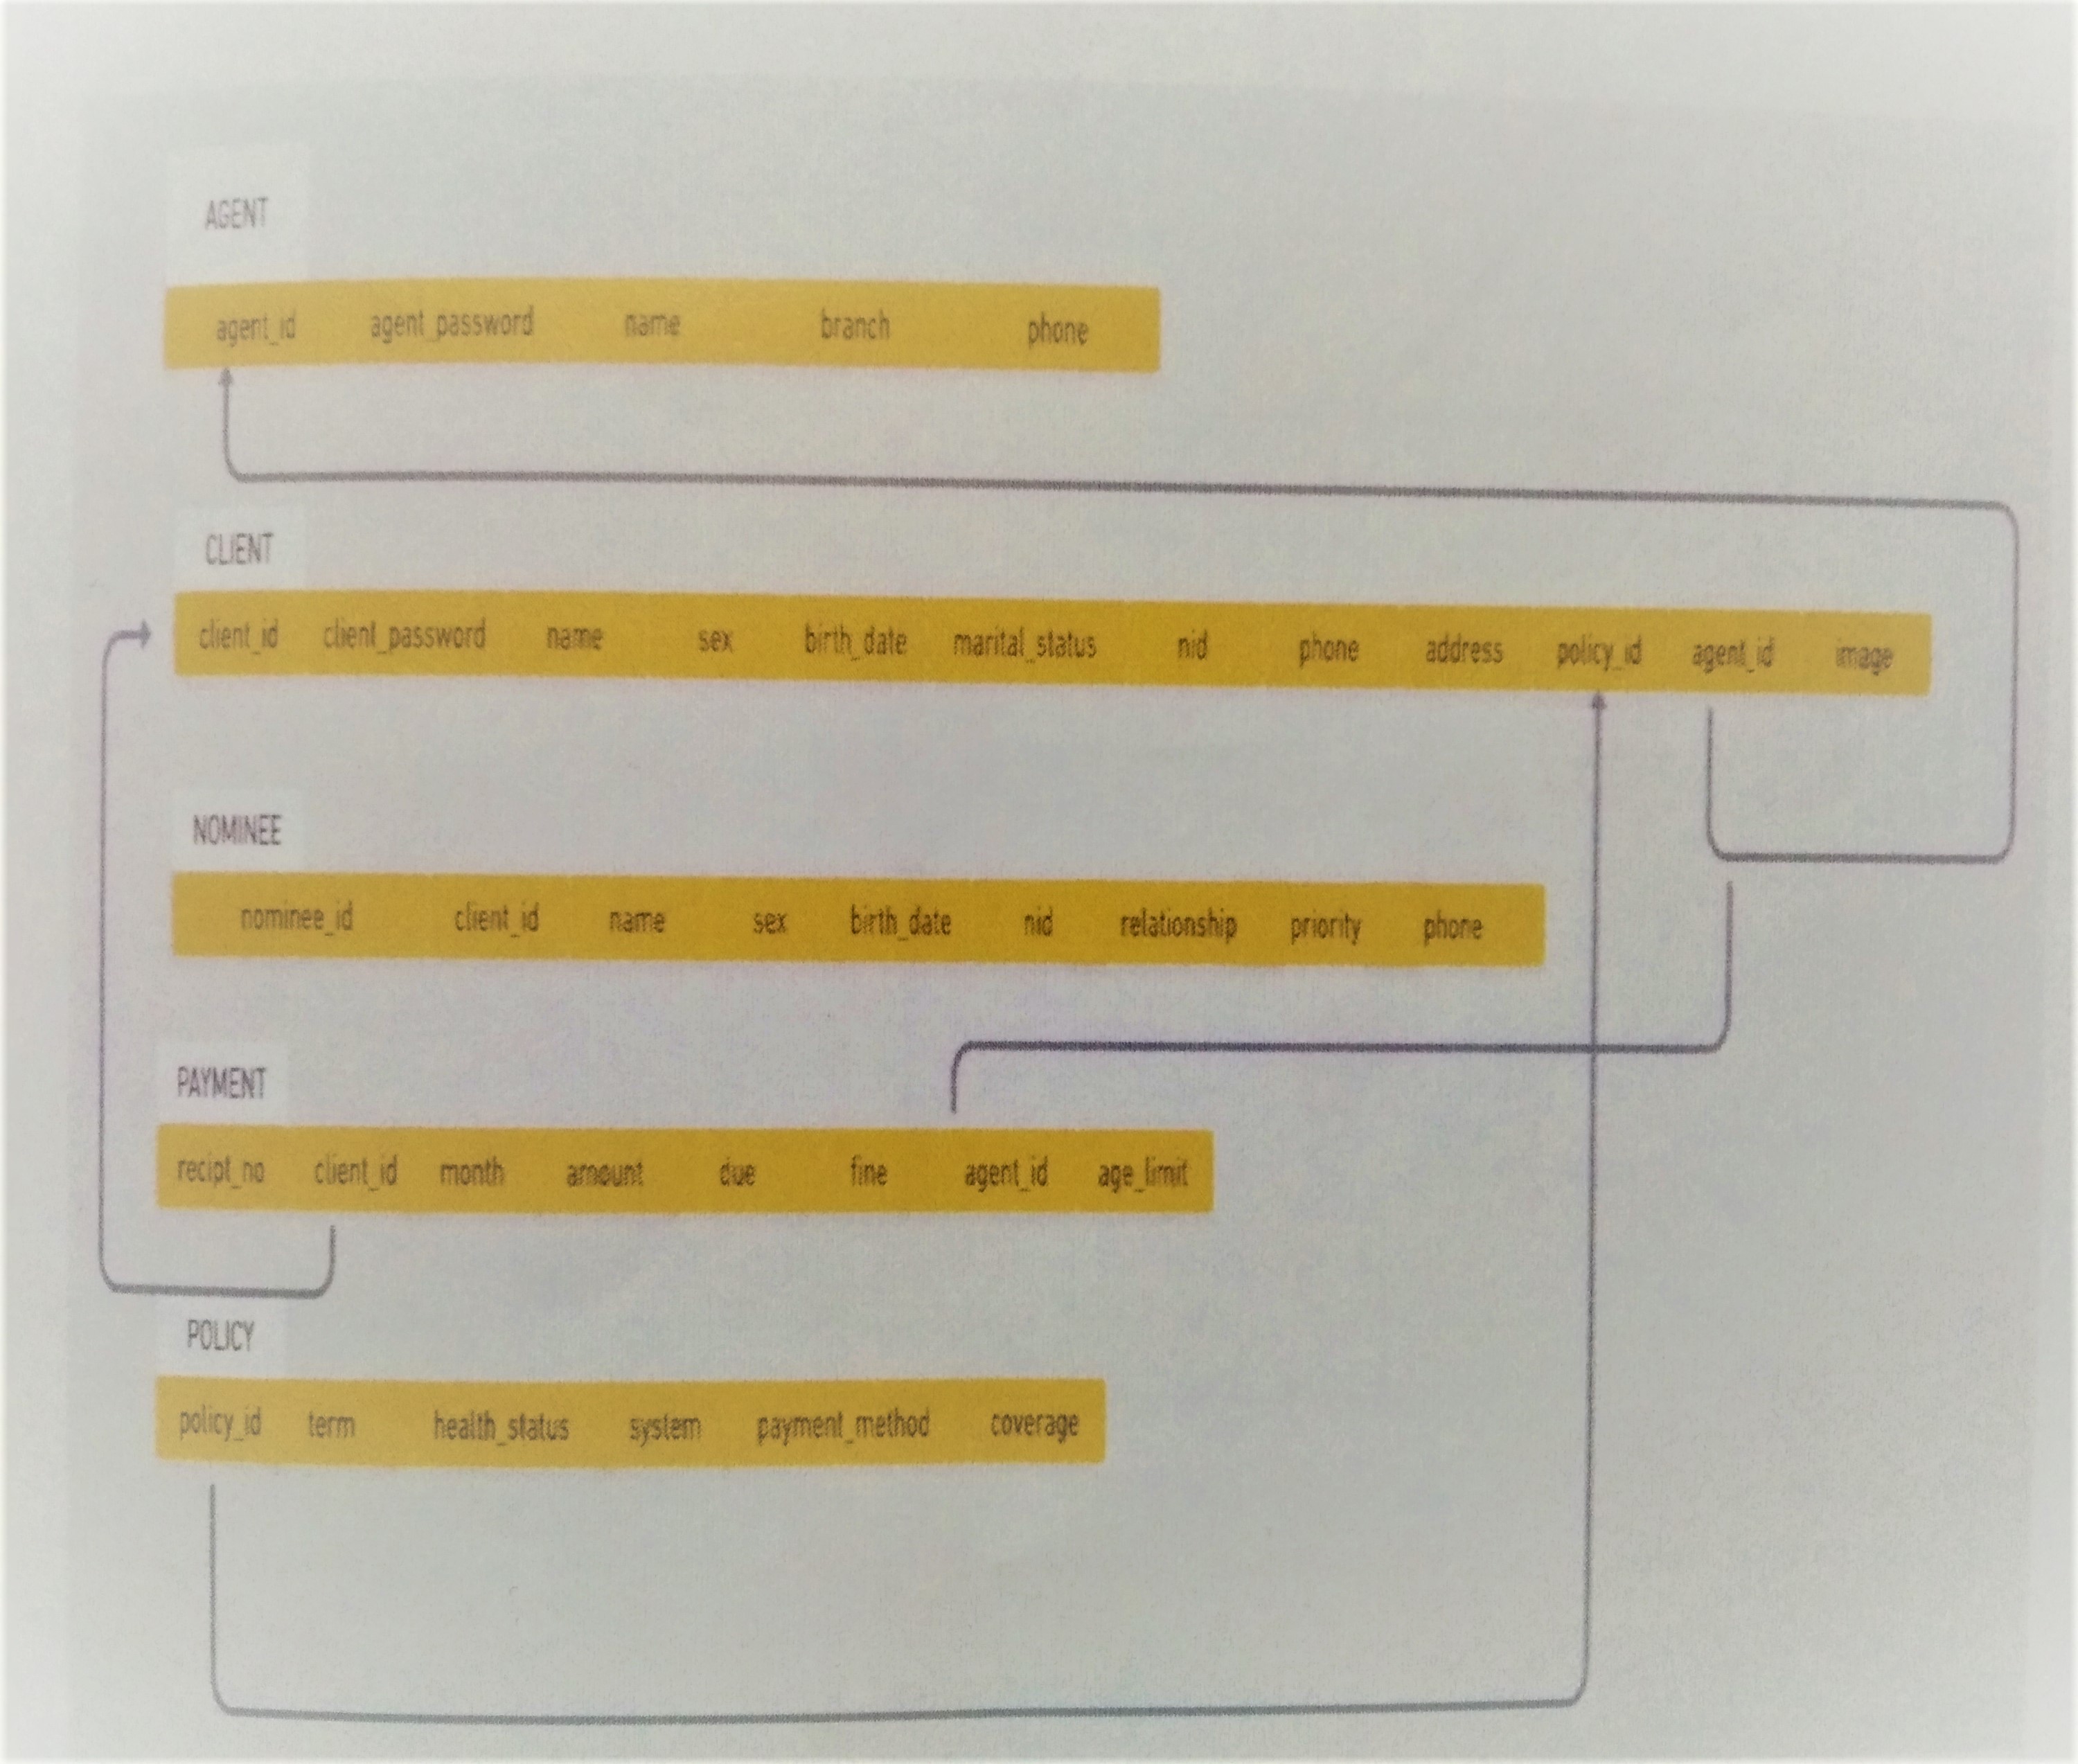 AGENT
agent_id agent_password name branch phone
CLIENT
client_id client_password name sex birth_date marital_status nid phone address policy_id agent_id image
NOMINEE
nominee_id client_id name sex birth_date nid relationship priority phone
PAYMENT
recipt_no client_id month amount due fine agent_id age_limit
POLICY
policy_id term health_status system payment_method coverage